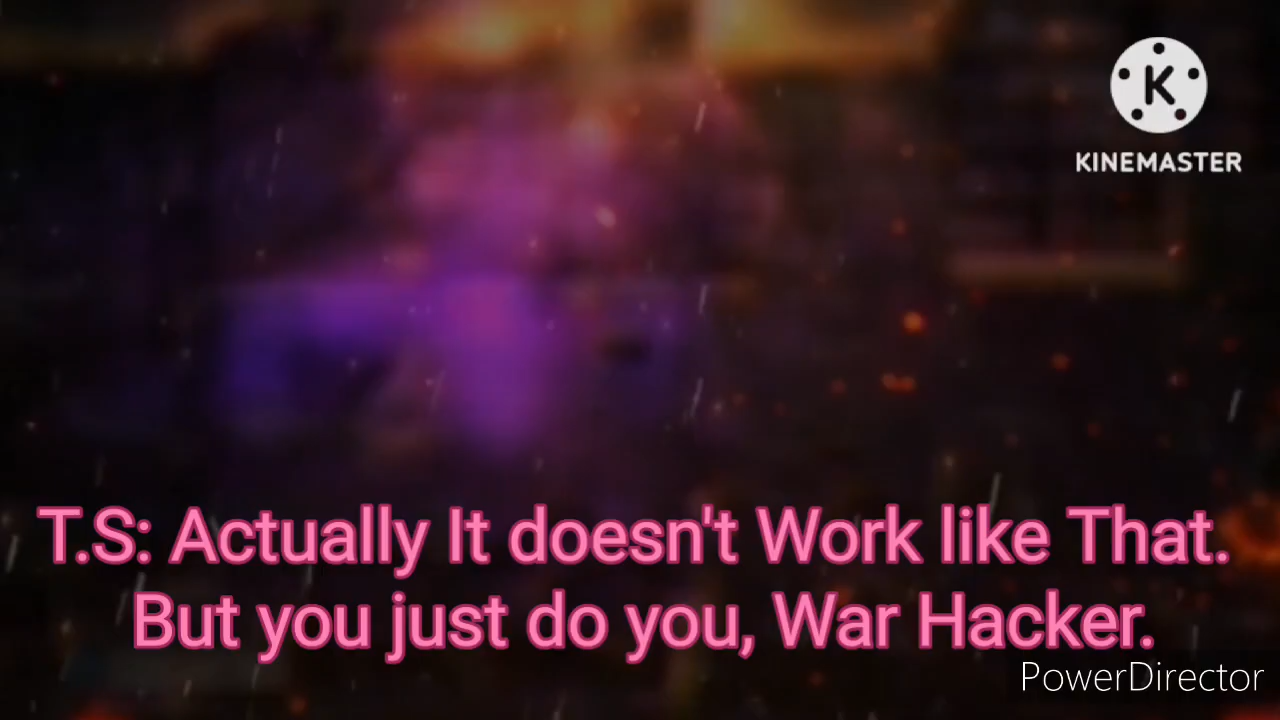 K
KINEMASTER
T.S: Actually It doesn't Work like That.
But you just do you, War Hacker.
PowerDirector